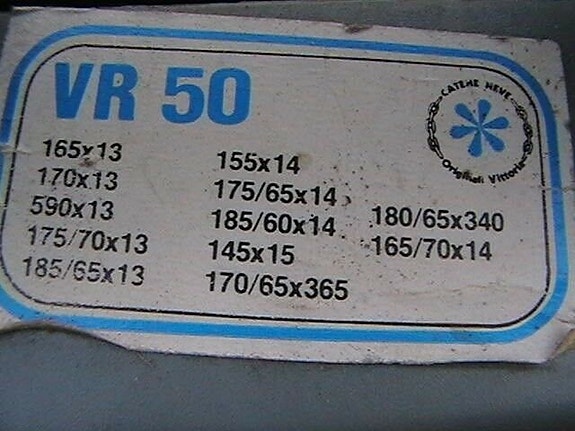 VR 50
CATENE NEVE
Originali Vittoria
165x13
170x13
590x13
175/70x13
185/65x13
155x14
175/65x14
185/60x14
145x15
170/65x365
180/65x340
165/70x14